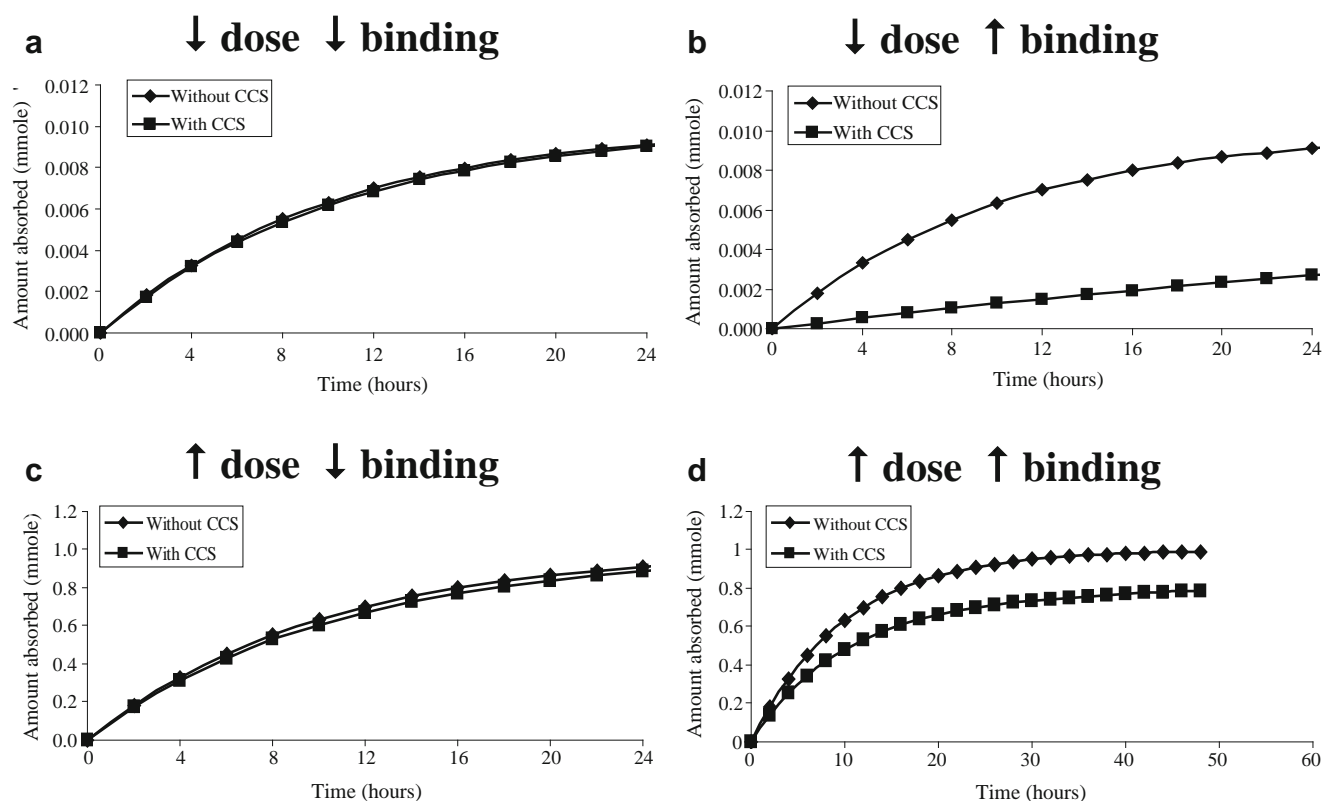 a
↓ dose ↓ binding
Amount absorbed (mmole)
0.012
0.010
0.008
0.006
0.004
0.002
0.000
Without CCS
With CCS
0 4 8 12 16 20 24
Time (hours)
b
↓ dose ↑ binding
Amount absorbed (mmole)
0.012
0.010
0.008
0.006
0.004
0.002
0.000
Without CCS
With CCS
0 4 8 12 16 20 24
Time (hours)
c
↑ dose ↓ binding
Amount absorbed (mmole)
1.2
1.0
0.8
0.6
0.4
0.2
0.0
Without CCS
With CCS
0 4 8 12 16 20 24
Time (hours)
d
↑ dose ↑ binding
Amount absorbed (mmole)
1.2
1
0.8
0.6
0.4
0.2
0
Without CCS
With CCS
0 10 20 30 40 50 60
Time (hours)